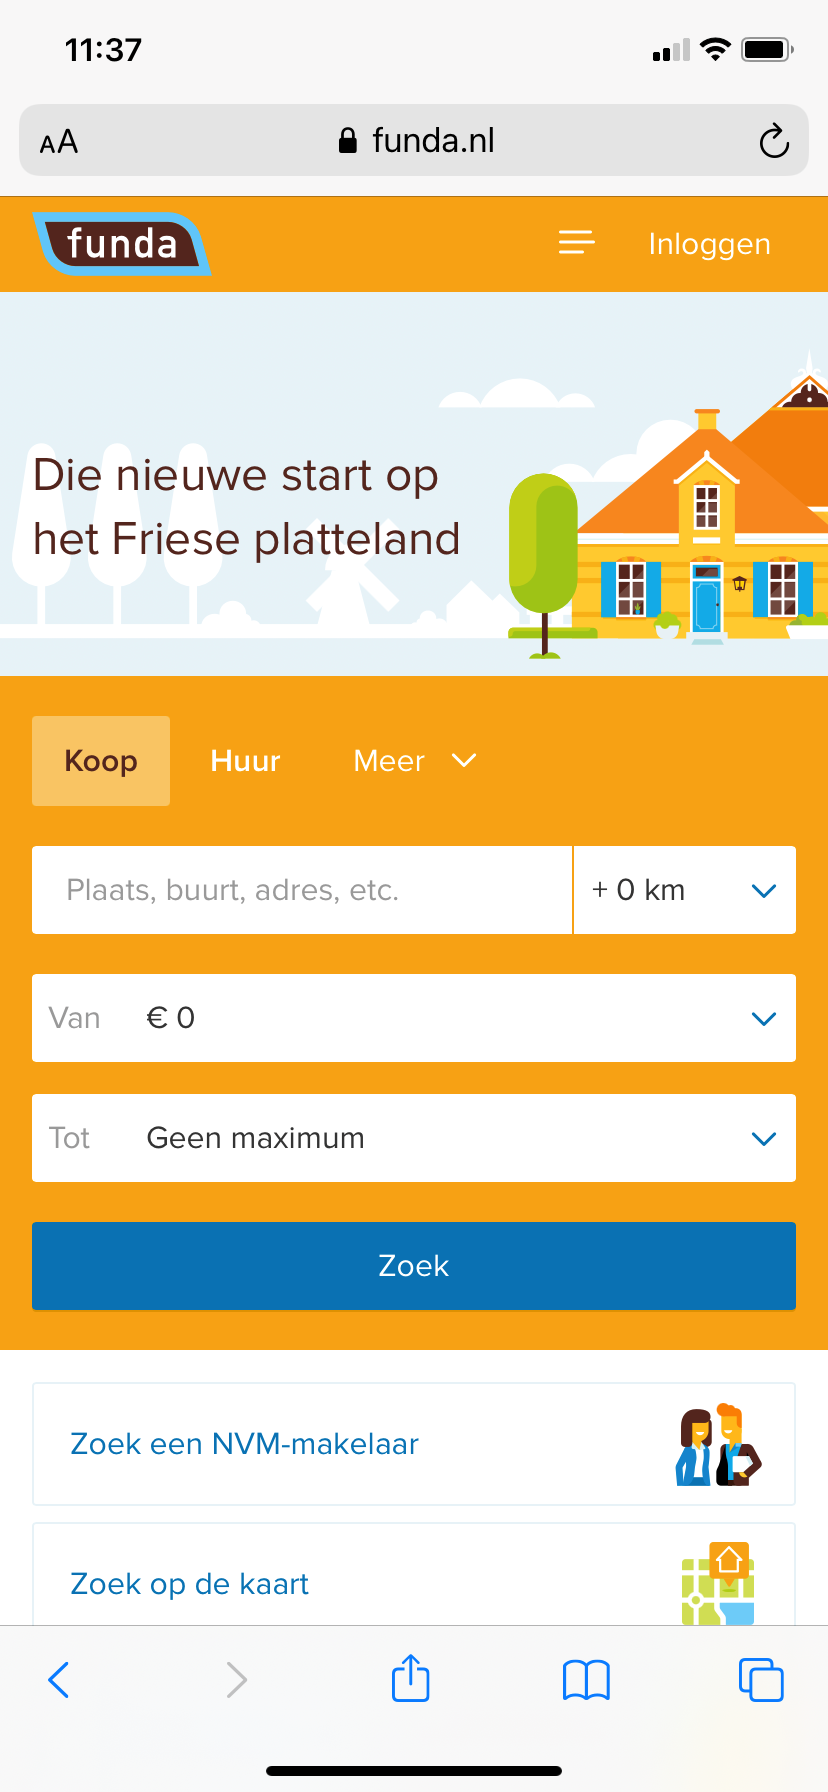 11:37
AA
funda.nl
funda
Inloggen
Die nieuwe start op
het Friese platteland
Koop
Huur
Meer
Plaats, buurt, adres, etc.
+ 0 km
Van
€ 0
Tot
Geen maximum
Zoek
Zoek een NVM-makelaar
Zoek op de kaart